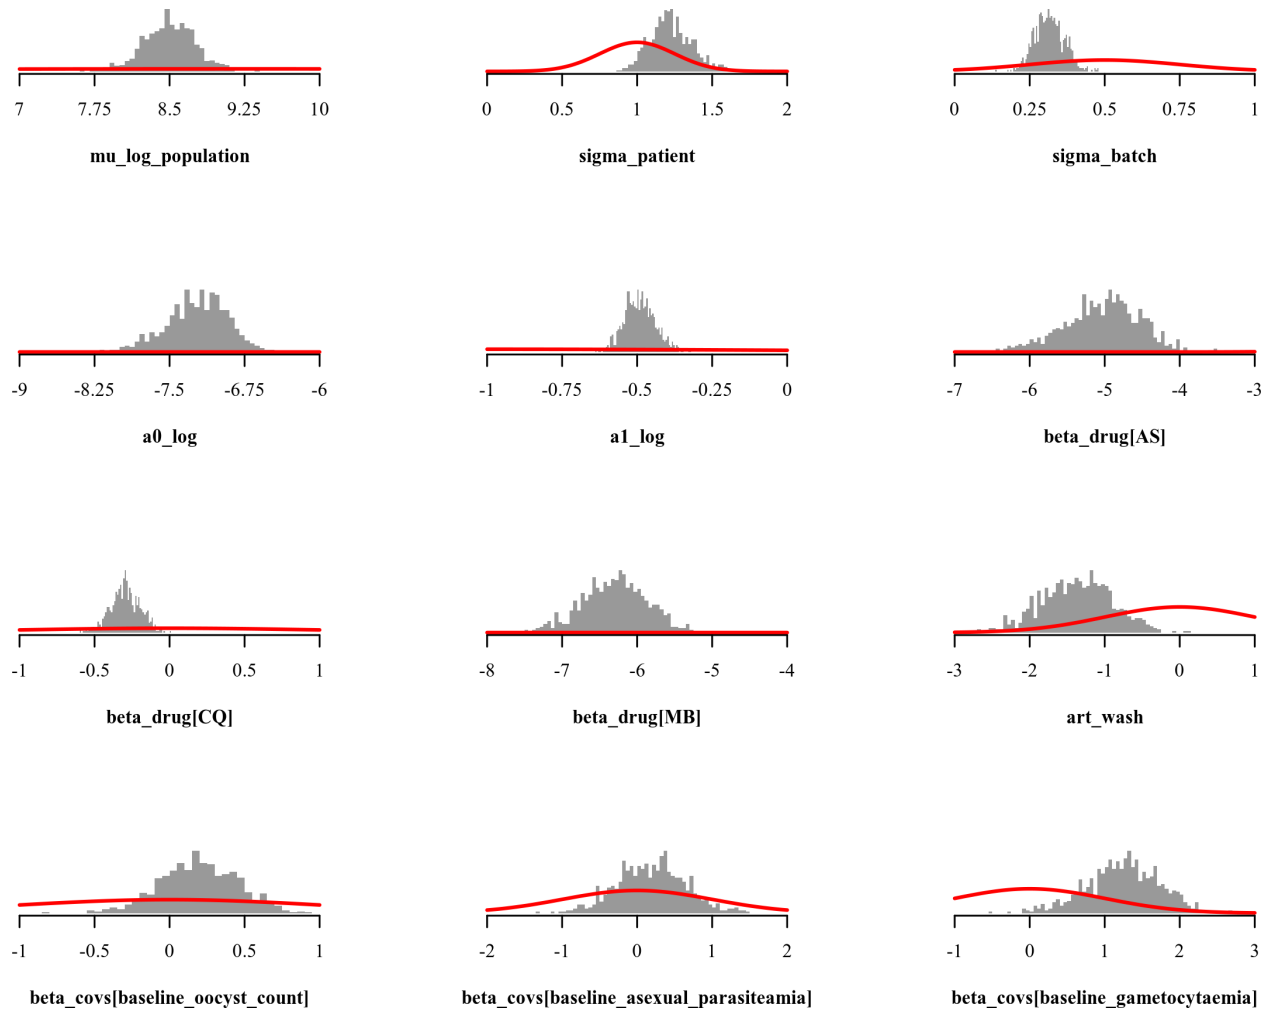 7 7.75 8.5 9.25 10
mu_log_population
0 0.5 1 1.5 2
sigma_patient
0 0.25 0.5 0.75 1
sigma_batch
-9 -8.25 -7.5 -6.75 -6
a0_log
-1 -0.75 -0.5 -0.25 0
a1_log
-7 -6 -5 -4 -3
beta_drug[AS]
-1 -0.5 0 0.5 1
beta_drug[CQ]
-8 -7 -6 -5 -4
beta_drug[MB]
-3 -2 -1 0 1
art_wash
-1 -0.5 0 0.5 1
beta_covs[baseline_oocyst_count]
-2 -1 0 1 2
beta_covs[baseline_asexual_parasiteamia]
-1 0 1 2 3
beta_covs[baseline_gametocytaemia]